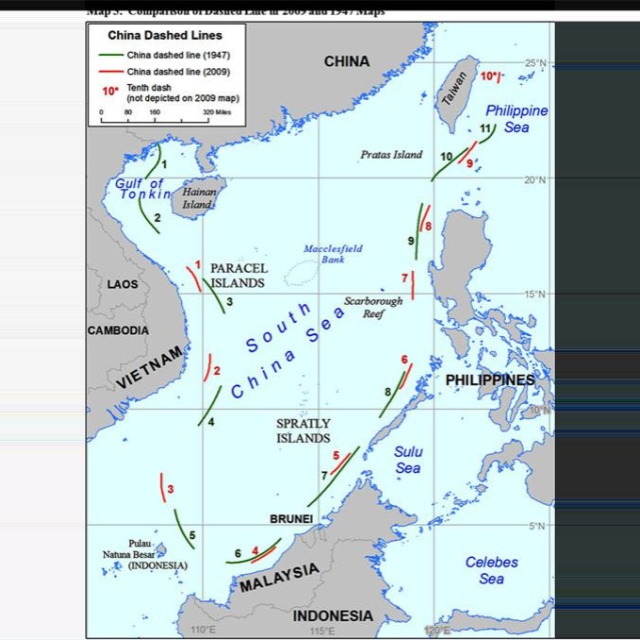 Map 5: Comparison of Dashed Line in 2009 and 1947 Maps
China Dashed Lines
China dashed line (1947)
China dashed line (2009)
10* Tenth dash
(not depicted on 2009 map)
0 80 160 320 Miles
CHINA
25°N
Taiwan
10*
Philippine
Sea
11
Pratas Island
10
9
1
Gulf of
Tonkin
Hainan
Island
20°N
2
8
9
Macclesfield
Bank
1
PARACEL
ISLANDS
LAOS
7
3
Scarborough
Reef
15°N
South
China Sea
CAMBODIA
VIETNAM
2
6
PHILIPPINES
8
4
10°N
SPRATLY
ISLANDS
5
Sulu
Sea
7
3
BRUNEI
5°N
5
Pulau
Natuna Besar
(INDONESIA)
6
4
MALAYSIA
Celebes
Sea
INDONESIA
110°E
115°E
120°E